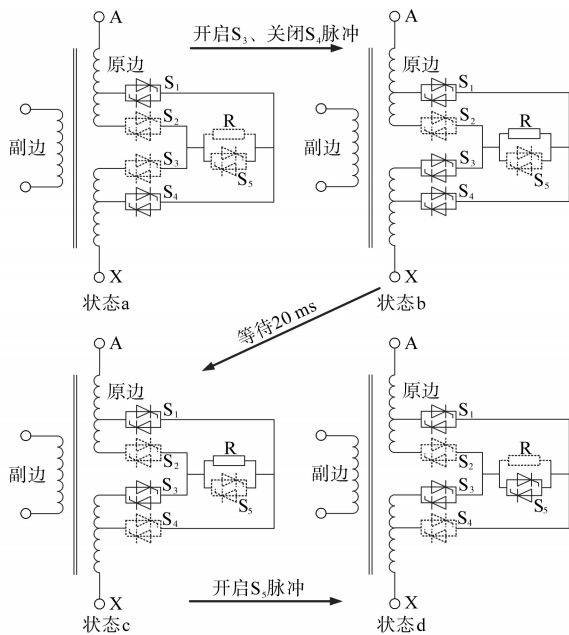 A
原边
S₁
S₂
R
S₃
S₅
S₄
副边
X
状态a
开启S₃、关闭S₄脉冲
A
原边
S₁
S₂
R
S₃
S₅
S₄
副边
X
状态b
等待20 ms
A
原边
S₁
R
S₂
S₃
S₅
S₄
副边
X
状态c
开启S₅脉冲
A
原边
S₁
R
S₂
S₃
S₅
S₄
副边
X
状态d